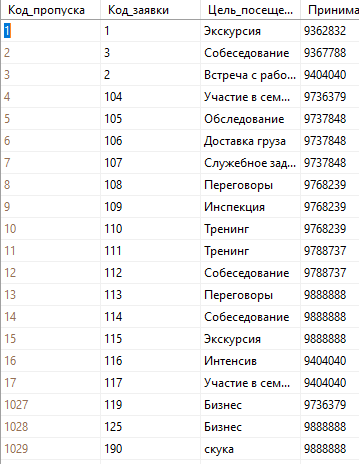 Код_пропуска Код_заявки Цель_посеще... Принима
1 1 Экскурсия 9362832
2 3 Собеседование 9367788
3 2 Встреча с рабо... 9404040
4 104 Участие в сем... 9736379
5 105 Обследование 9737848
6 106 Доставка груза 9737848
7 107 Служебное зад... 9737848
8 108 Переговоры 9768239
9 109 Инспекция 9768239
10 110 Тренинг 9768239
11 111 Тренинг 9788737
12 112 Собеседование 9788737
13 113 Переговоры 9888888
14 114 Собеседование 9888888
15 115 Экскурсия 9888888
16 116 Интенсив 9404040
17 117 Участие в сем... 9404040
1027 119 Бизнес 9736379
1028 125 Бизнес 9888888
1029 190 скука 9888888